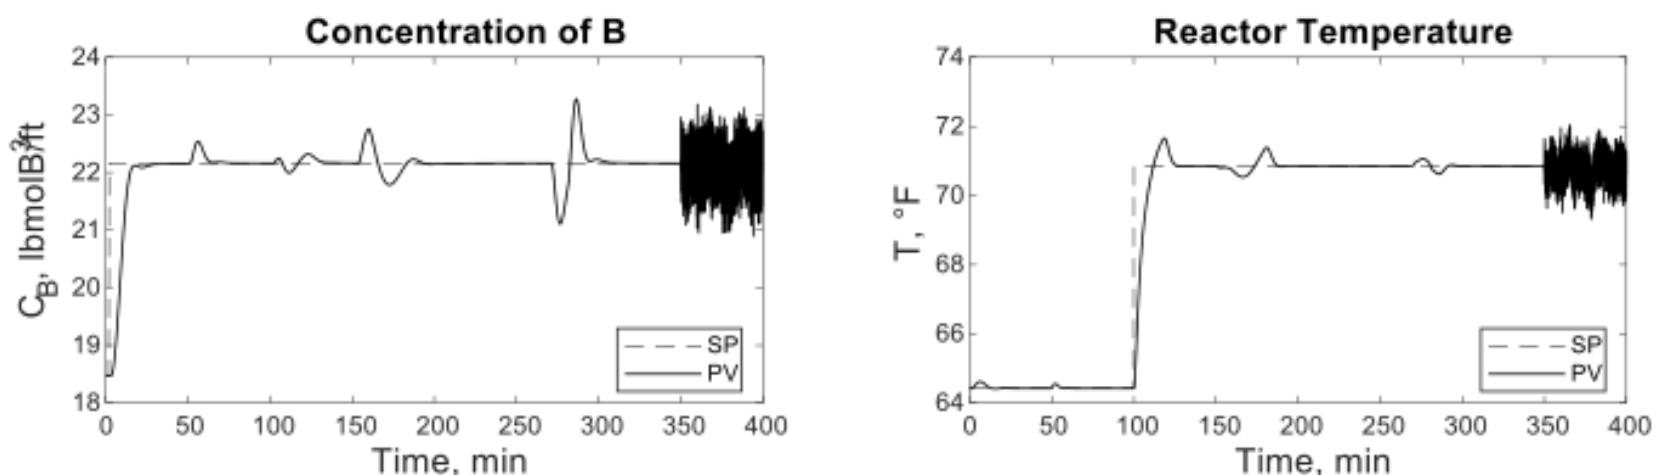 Concentration of B
24
23
22
21
20
19
18
0 50 100 150 200 250 300 350 400
Time, min
C_B, lbmolB/ft³
SP
PV
Reactor Temperature
74
72
70
68
66
64
0 50 100 150 200 250 300 350 400
Time, min
T, °F
SP
PV